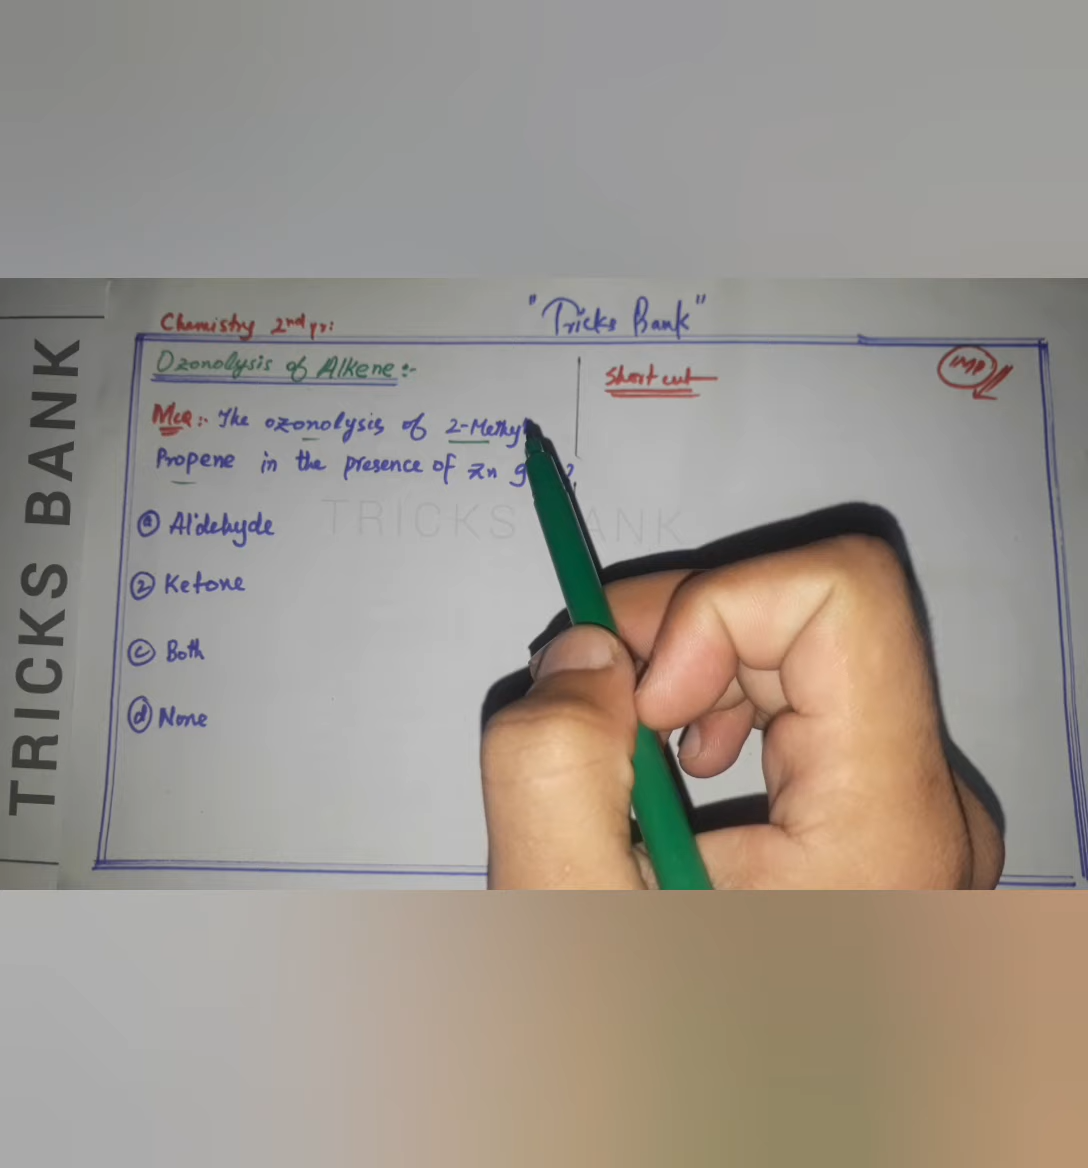 TRICKS BANK
Chemistry 2nd yr:
"Tricks Bank"
Ozonolysis of Alkene:-
Short cut
IMP
Mcq:- The ozonolysis of 2-Methy
Propene in the presence of Zn g ?
TRICKS BANK
a Aldehyde
2 Ketone
c Both
d None